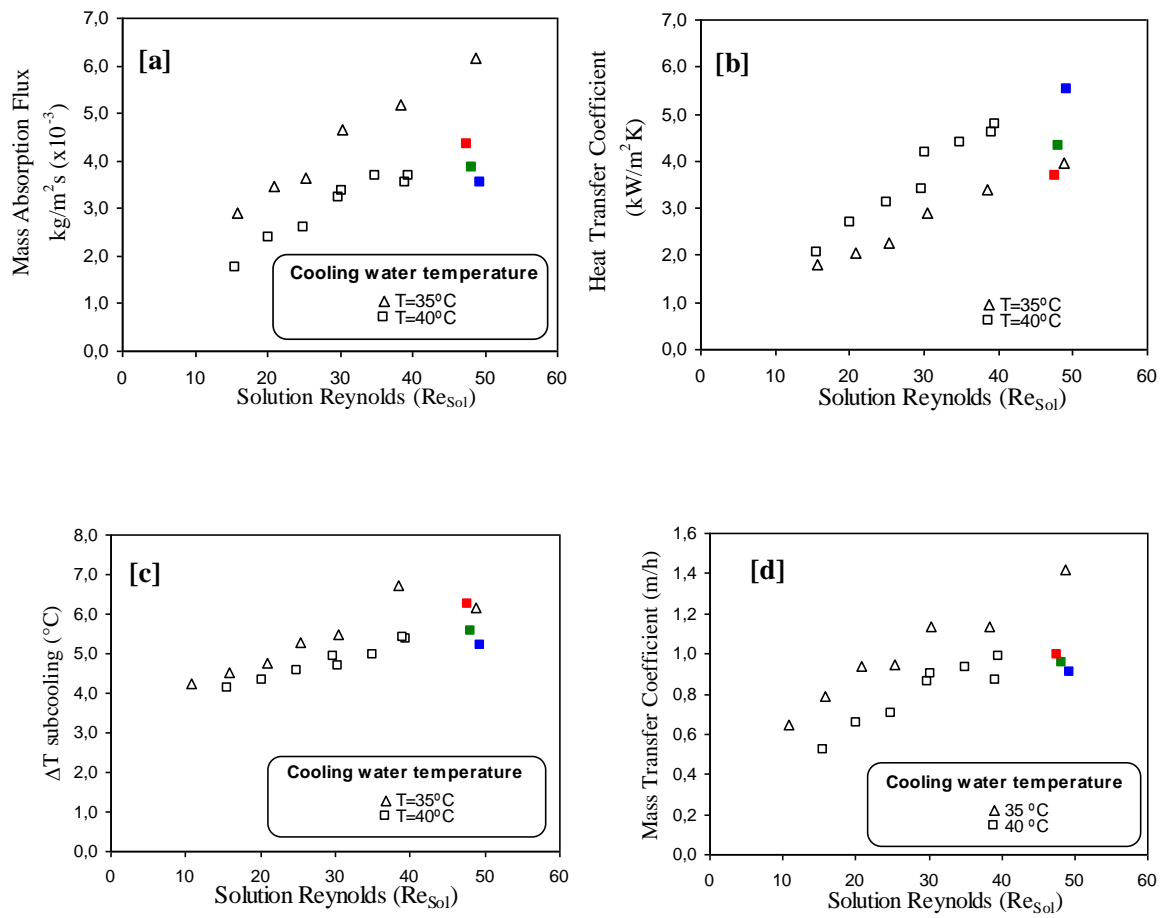 [a]
Mass Absorption Flux
kg/m²s (x10⁻³)
7,0
6,0
5,0
4,0
3,0
2,0
1,0
0,0
Cooling water temperature
T=35ºC
T=40ºC
0 10 20 30 40 50 60
Solution Reynolds (Re_Sol)
[b]
Heat Transfer Coefficient
(kW/m²K)
7,0
6,0
5,0
4,0
3,0
2,0
1,0
0,0
T=35ºC
T=40ºC
0 10 20 30 40 50 60
Solution Reynolds (Re_Sol)
[c]
ΔT subcooling (°C)
8,0
7,0
6,0
5,0
4,0
3,0
2,0
1,0
0,0
Cooling water temperature
T=35ºC
T=40ºC
0 10 20 30 40 50 60
Solution Reynolds (Re_Sol)
[d]
Mass Transfer Coefficient (m/h)
1,6
1,4
1,2
1,0
0,8
0,6
0,4
0,2
0,0
Cooling water temperature
35 ºC
40 ºC
0 10 20 30 40 50 60
Solution Reynolds (Re_Sol)